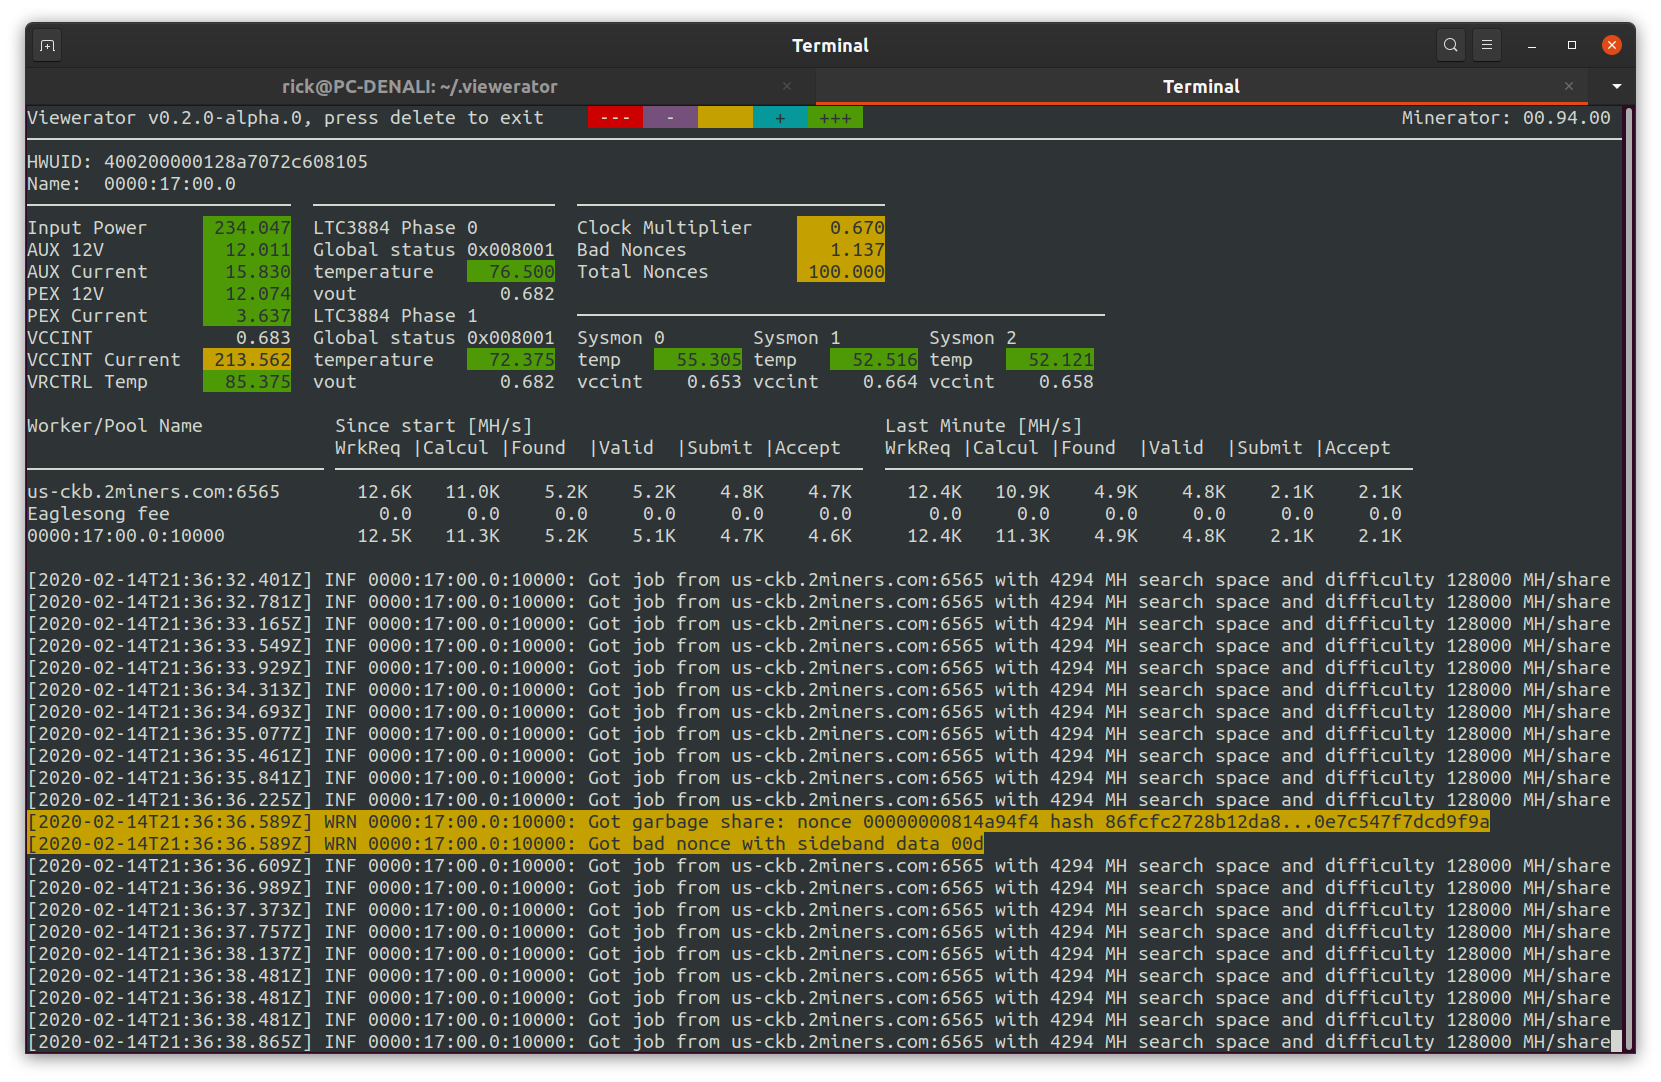 Terminal
rick@PC-DENALI: ~/.viewerator Terminal
Viewerator v0.2.0-alpha.0, press delete to exit --- - + +++ Minerator: 00.94.00
HWUID: 400200000128a7072c608105
Name: 0000:17:00.0
Input Power 234.047 LTC3884 Phase 0 Clock Multiplier 0.670
AUX 12V 12.011 Global status 0x008001 Bad Nonces 1.137
AUX Current 15.830 temperature 76.500 Total Nonces 100.000
PEX 12V 12.074 vout 0.682
PEX Current 3.637 LTC3884 Phase 1
VCCINT 0.683 Global status 0x008001 Sysmon 0 Sysmon 1 Sysmon 2
VCCINT Current 213.562 temperature 72.375 temp 55.305 temp 52.516 temp 52.121
VRCTRL Temp 85.375 vout 0.682 vccint 0.653 vccint 0.664 vccint 0.658
Worker/Pool Name Since start [MH/s] Last Minute [MH/s]
WrkReq |Calcul |Found |Valid |Submit |Accept WrkReq |Calcul |Found |Valid |Submit |Accept
us-ckb.2miners.com:6565 12.6K 11.0K 5.2K 5.2K 4.8K 4.7K 12.4K 10.9K 4.9K 4.8K 2.1K 2.1K
Eaglesong fee 0.0 0.0 0.0 0.0 0.0 0.0 0.0 0.0 0.0 0.0 0.0 0.0
0000:17:00.0:10000 12.5K 11.3K 5.2K 5.1K 4.7K 4.6K 12.4K 11.3K 4.9K 4.8K 2.1K 2.1K
[2020-02-14T21:36:32.401Z] INF 0000:17:00.0:10000: Got job from us-ckb.2miners.com:6565 with 4294 MH search space and difficulty 128000 MH/share
[2020-02-14T21:36:32.781Z] INF 0000:17:00.0:10000: Got job from us-ckb.2miners.com:6565 with 4294 MH search space and difficulty 128000 MH/share
[2020-02-14T21:36:33.165Z] INF 0000:17:00.0:10000: Got job from us-ckb.2miners.com:6565 with 4294 MH search space and difficulty 128000 MH/share
[2020-02-14T21:36:33.549Z] INF 0000:17:00.0:10000: Got job from us-ckb.2miners.com:6565 with 4294 MH search space and difficulty 128000 MH/share
[2020-02-14T21:36:33.929Z] INF 0000:17:00.0:10000: Got job from us-ckb.2miners.com:6565 with 4294 MH search space and difficulty 128000 MH/share
[2020-02-14T21:36:34.313Z] INF 0000:17:00.0:10000: Got job from us-ckb.2miners.com:6565 with 4294 MH search space and difficulty 128000 MH/share
[2020-02-14T21:36:34.693Z] INF 0000:17:00.0:10000: Got job from us-ckb.2miners.com:6565 with 4294 MH search space and difficulty 128000 MH/share
[2020-02-14T21:36:35.077Z] INF 0000:17:00.0:10000: Got job from us-ckb.2miners.com:6565 with 4294 MH search space and difficulty 128000 MH/share
[2020-02-14T21:36:35.461Z] INF 0000:17:00.0:10000: Got job from us-ckb.2miners.com:6565 with 4294 MH search space and difficulty 128000 MH/share
[2020-02-14T21:36:35.841Z] INF 0000:17:00.0:10000: Got job from us-ckb.2miners.com:6565 with 4294 MH search space and difficulty 128000 MH/share
[2020-02-14T21:36:36.225Z] INF 0000:17:00.0:10000: Got job from us-ckb.2miners.com:6565 with 4294 MH search space and difficulty 128000 MH/share
[2020-02-14T21:36:36.589Z] WRN 0000:17:00.0:10000: Got garbage share: nonce 00000000814a94f4 hash 86fcfc2728b12da8...0e7c547f7dcd9f9a
[2020-02-14T21:36:36.589Z] WRN 0000:17:00.0:10000: Got bad nonce with sideband data 00d
[2020-02-14T21:36:36.609Z] INF 0000:17:00.0:10000: Got job from us-ckb.2miners.com:6565 with 4294 MH search space and difficulty 128000 MH/share
[2020-02-14T21:36:36.989Z] INF 0000:17:00.0:10000: Got job from us-ckb.2miners.com:6565 with 4294 MH search space and difficulty 128000 MH/share
[2020-02-14T21:36:37.373Z] INF 0000:17:00.0:10000: Got job from us-ckb.2miners.com:6565 with 4294 MH search space and difficulty 128000 MH/share
[2020-02-14T21:36:37.757Z] INF 0000:17:00.0:10000: Got job from us-ckb.2miners.com:6565 with 4294 MH search space and difficulty 128000 MH/share
[2020-02-14T21:36:38.137Z] INF 0000:17:00.0:10000: Got job from us-ckb.2miners.com:6565 with 4294 MH search space and difficulty 128000 MH/share
[2020-02-14T21:36:38.481Z] INF 0000:17:00.0:10000: Got job from us-ckb.2miners.com:6565 with 4294 MH search space and difficulty 128000 MH/share
[2020-02-14T21:36:38.481Z] INF 0000:17:00.0:10000: Got job from us-ckb.2miners.com:6565 with 4294 MH search space and difficulty 128000 MH/share
[2020-02-14T21:36:38.481Z] INF 0000:17:00.0:10000: Got job from us-ckb.2miners.com:6565 with 4294 MH search space and difficulty 128000 MH/share
[2020-02-14T21:36:38.865Z] INF 0000:17:00.0:10000: Got job from us-ckb.2miners.com:6565 with 4294 MH search space and difficulty 128000 MH/share